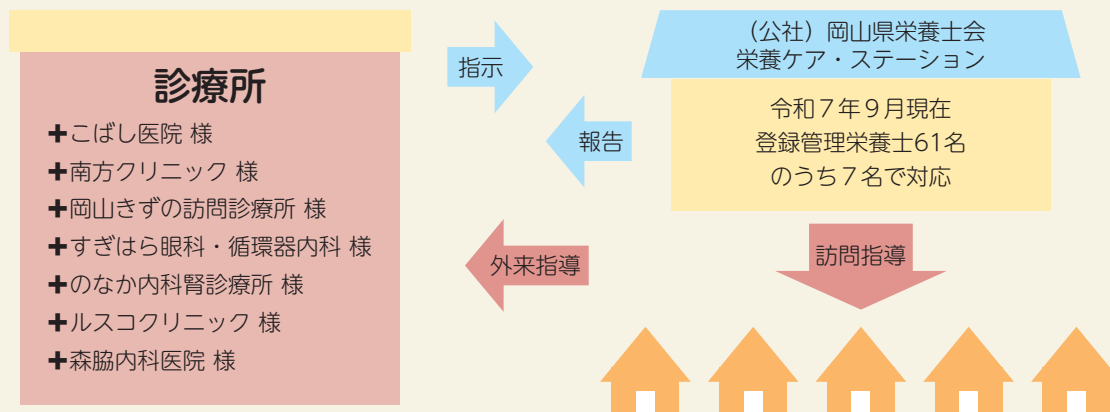 診療所
✚こばし医院 様
✚南方クリニック 様
✚岡山きずの訪問診療所 様
✚すぎはら眼科・循環器内科 様
✚のなか内科腎診療所 様
✚ルスコクリニック 様
✚森脇内科医院 様
指示
報告
外来指導
（公社）岡山県栄養士会
栄養ケア・ステーション
令和７年９月現在
登録管理栄養士61名
のうち７名で対応
訪問指導